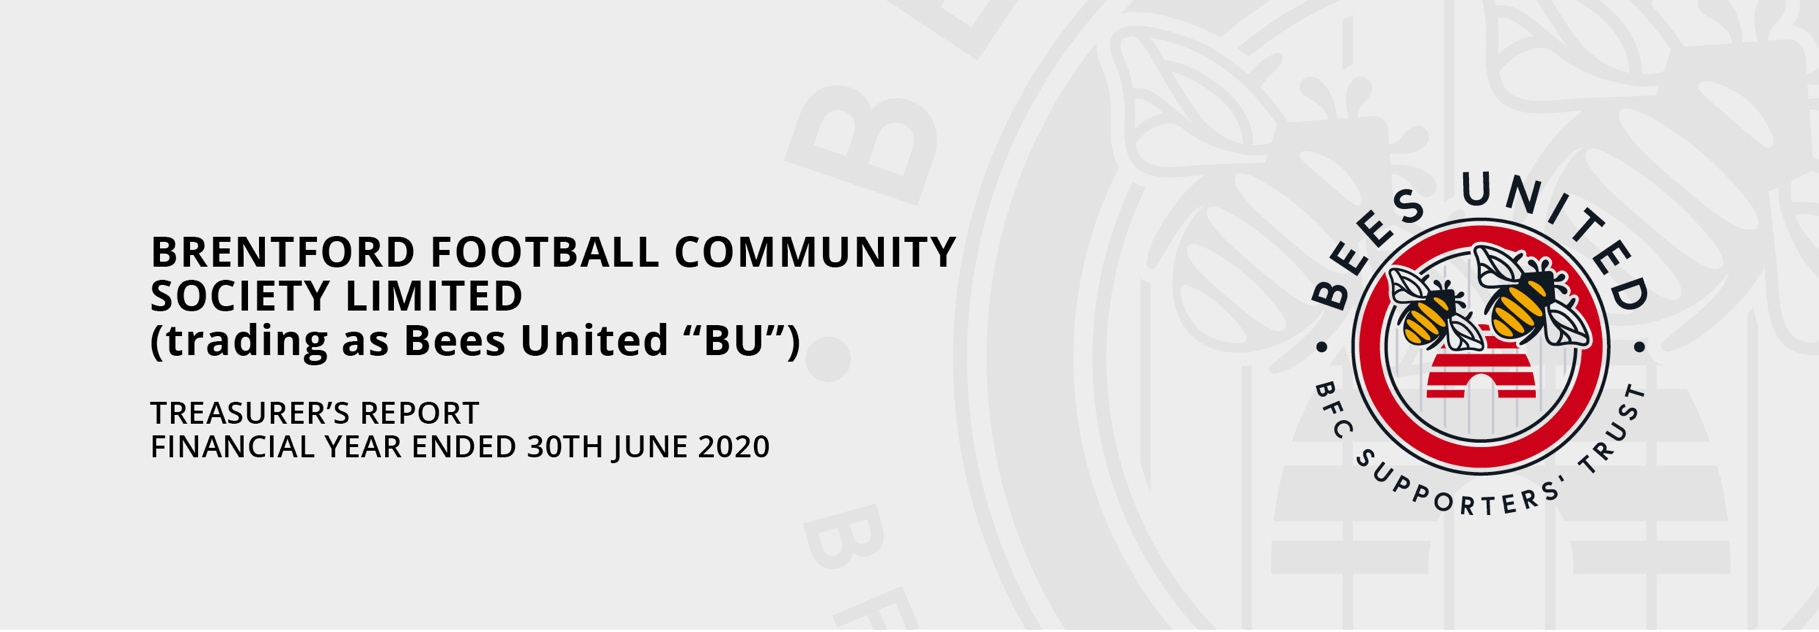 BRENTFORD FOOTBALL COMMUNITY
SOCIETY LIMITED
(trading as Bees United “BU”)
TREASURER’S REPORT
FINANCIAL YEAR ENDED 30TH JUNE 2020
BEES UNITED
BFC SUPPORTERS' TRUST